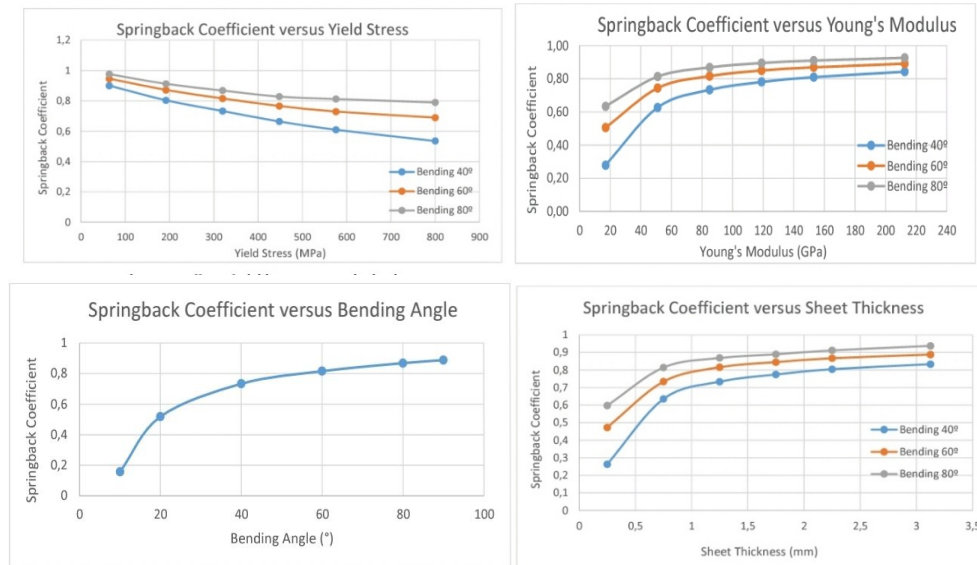 Springback Coefficient versus Yield Stress
1,2
1
0,8
0,6
0,4
0,2
0
Springback Coefficient
Bending 40º
Bending 60º
Bending 80º
0 100 200 300 400 500 600 700 800 900
Yield Stress (MPa)
Springback Coefficient versus Young's Modulus
1,00
0,80
0,60
0,40
0,20
0,00
Springback Coefficient
Bending 40º
Bending 60º
Bending 80º
0 20 40 60 80 100 120 140 160 180 200 220 240
Young's Modulus (GPa)
Springback Coefficient versus Bending Angle
1
0,8
0,6
0,4
0,2
0
Springback Coefficient
0 20 40 60 80 100
Bending Angle (°)
Springback Coefficient versus Sheet Thickness
1
0,9
0,8
0,7
0,6
0,5
0,4
0,3
0,2
0,1
0
Springback Coefficient
Bending 40º
Bending 60º
Bending 80º
0 0,5 1 1,5 2 2,5 3 3,5
Sheet Thickness (mm)